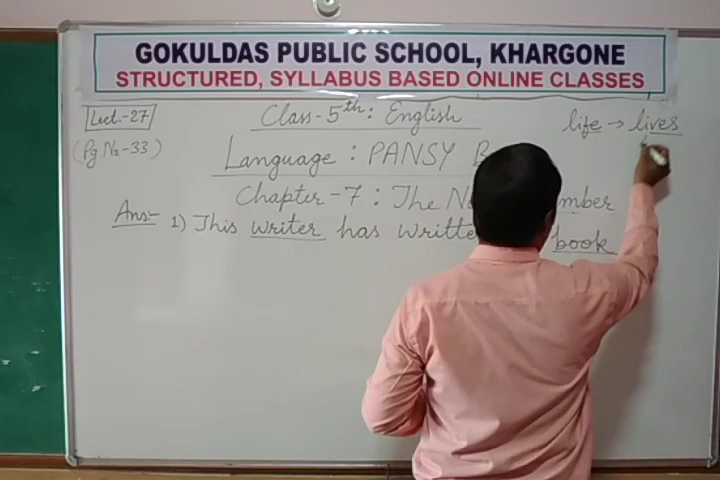 GOKULDAS PUBLIC SCHOOL, KHARGONE
STRUCTURED, SYLLABUS BASED ONLINE CLASSES
Lect.-27
Class-5th: English
life → lives
(Pg No.-33)
Language : PANSY
Chapter-7 : The
Ans:-
1) This writer has book